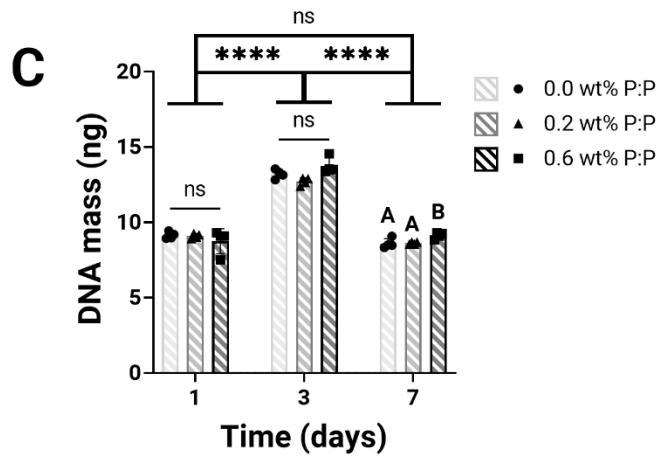 C
ns
**** ****
20
15
10
5
0
DNA mass (ng)
ns
ns
A A B
1 3 7
Time (days)
0.0 wt% P:P
0.2 wt% P:P
0.6 wt% P:P